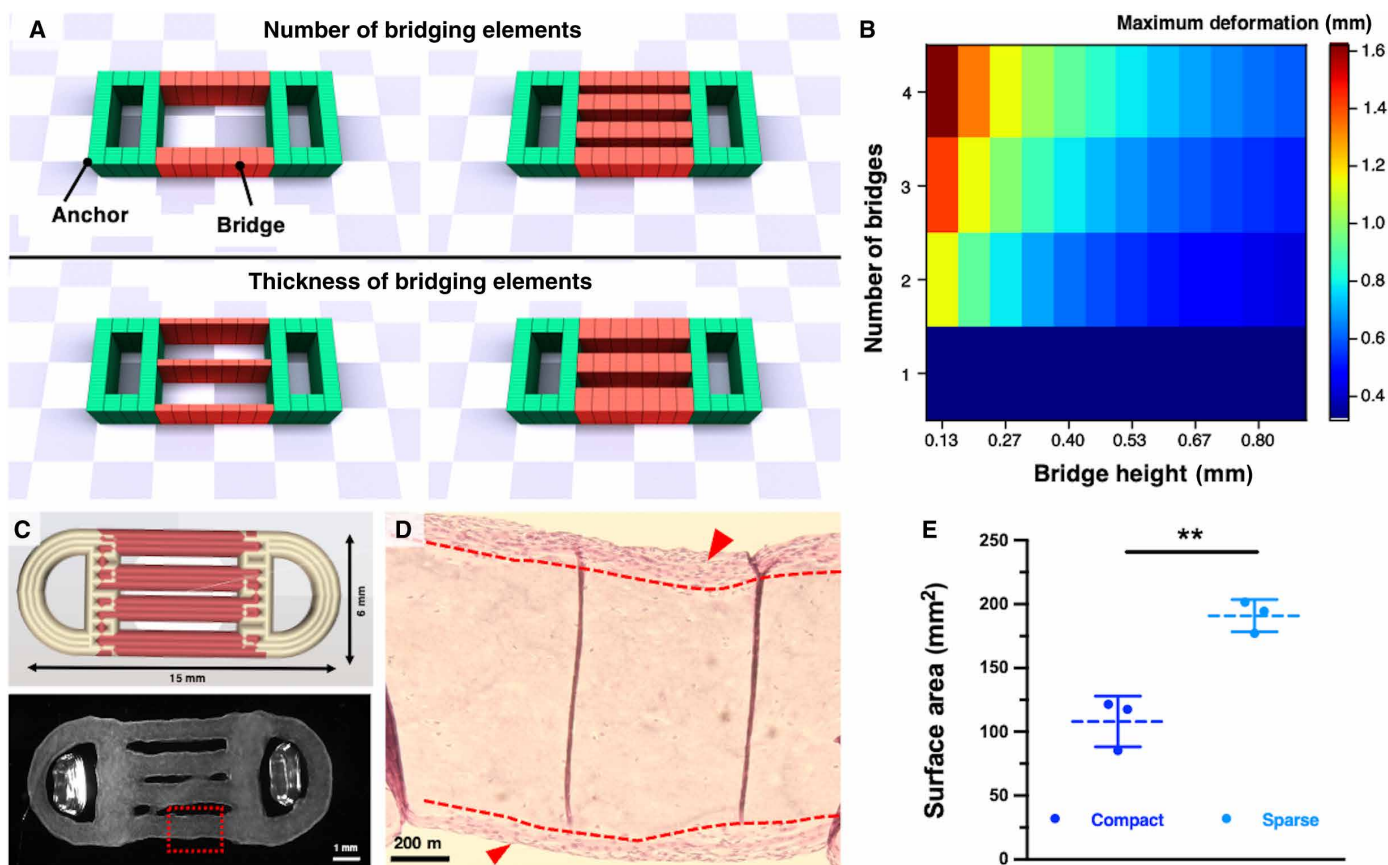 A
Number of bridging elements
Anchor
Bridge
Thickness of bridging elements
B
Maximum deformation (mm)
Number of bridges
4
3
2
1
0.13
0.27
0.40
0.53
0.67
0.80
Bridge height (mm)
1.6
1.4
1.2
1.0
0.8
0.6
0.4
C
6 mm
15 mm
1 mm
D
200 m
E
**
Surface area (mm²)
250
200
150
100
50
0
Compact
Sparse